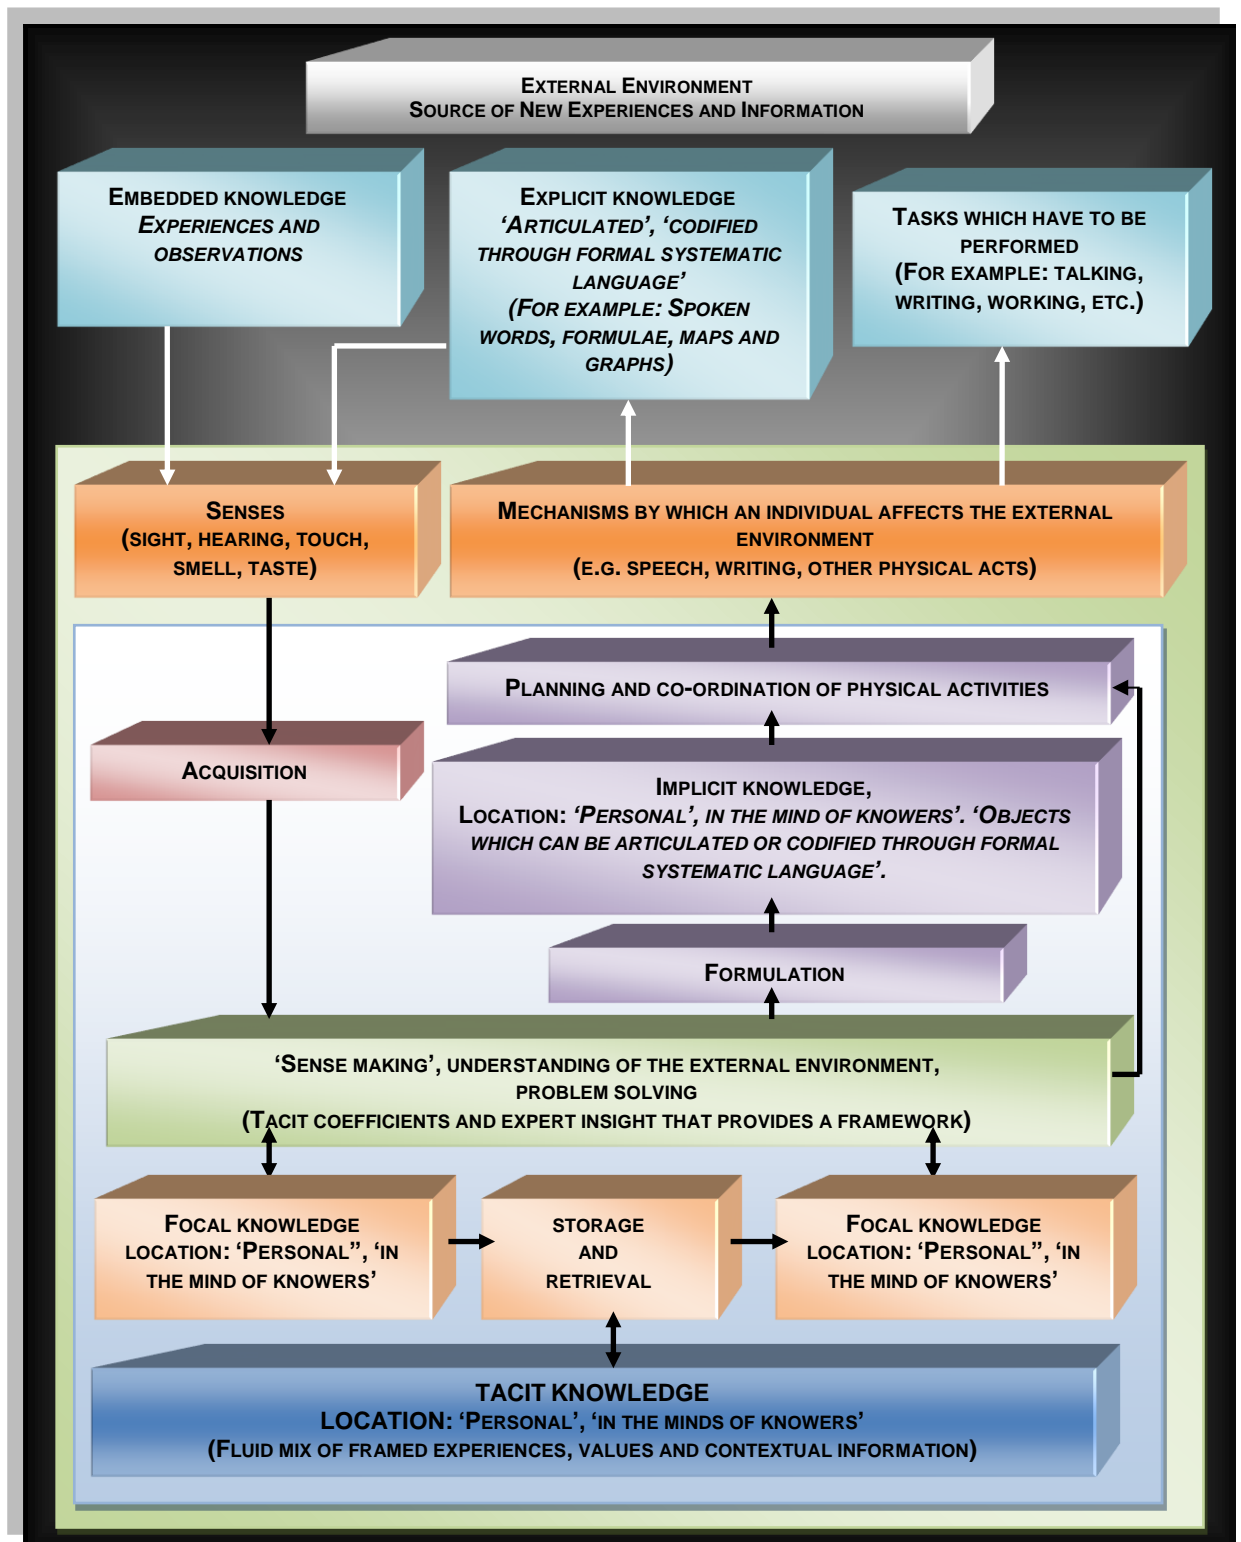 External Environment
Source of New Experiences and Information
Embedded knowledge
Experiences and
observations
Explicit knowledge
‘Articulated’, ‘codified
through formal systematic
language’
(For example: Spoken
words, formulae, maps and
graphs)
Tasks which have to be
performed
(For example: talking,
writing, working, etc.)
Senses
(sight, hearing, touch,
smell, taste)
Mechanisms by which an individual affects the external
environment
(e.g. speech, writing, other physical acts)
Planning and co-ordination of physical activities
Acquisition
Implicit knowledge,
Location: ‘Personal’, in the mind of knowers’. ‘Objects
which can be articulated or codified through formal
systematic language’.
Formulation
‘Sense making’, understanding of the external environment,
problem solving
(Tacit coefficients and expert insight that provides a framework)
Focal knowledge
location: ‘Personal”, ‘in
the mind of knowers’
storage
and
retrieval
Focal knowledge
location: ‘Personal”, ‘in
the mind of knowers’
TACIT KNOWLEDGE
LOCATION: ‘Personal’, ‘in the minds of knowers’
(Fluid mix of framed experiences, values and contextual information)